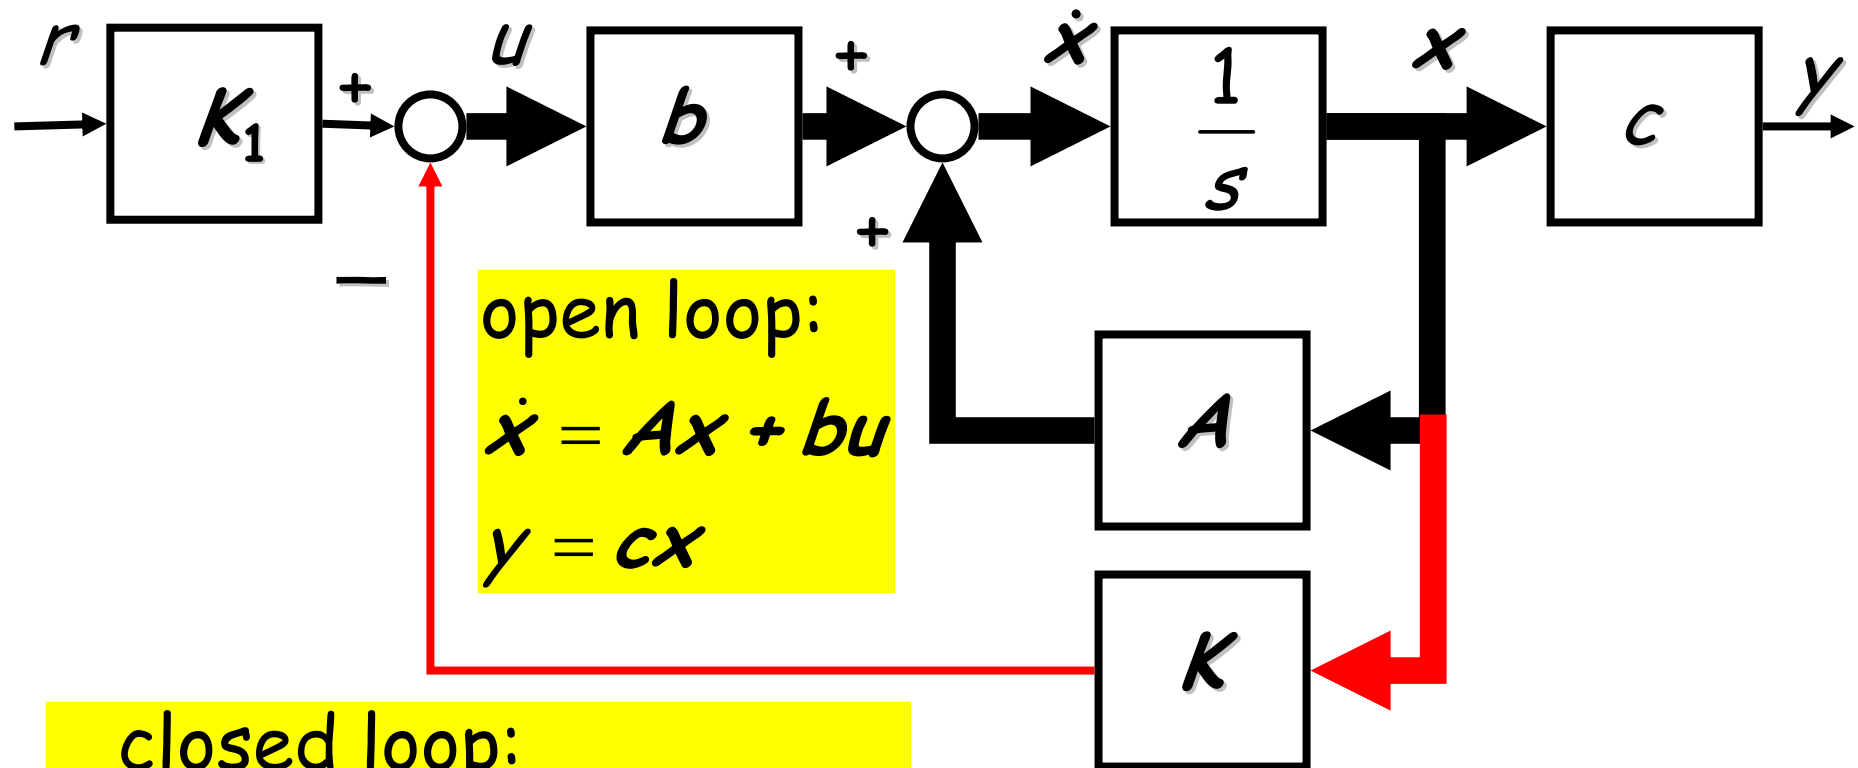 r
K₁
+
u
b
+
ẋ
1
s
x
c
y
−
+
open loop:
ẋ = Ax + bu
y = cx
A
K
closed loop: